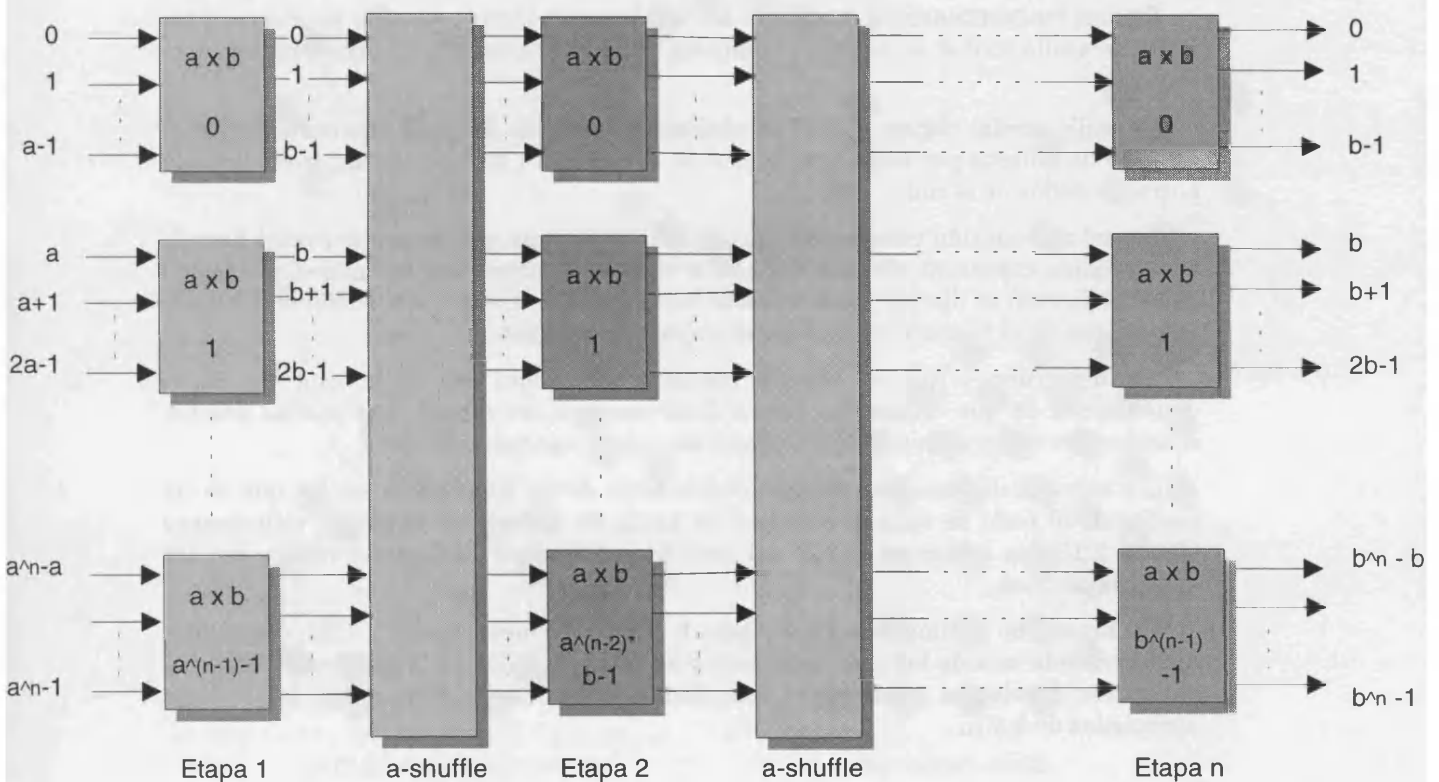 0
1
a-1
a
a+1
2a-1
a^n-a
a^n-1
a x b
0
a x b
1
a x b
a^(n-1)-1
0
1
b-1
b
b+1
2b-1
a x b
0
a x b
1
a x b
a^(n-2)*
b-1
a x b
0
a x b
1
a x b
b^(n-1)
-1
0
1
b-1
b
b+1
2b-1
b^n - b
b^n -1
Etapa 1
a-shuffle
Etapa 2
a-shuffle
Etapa n